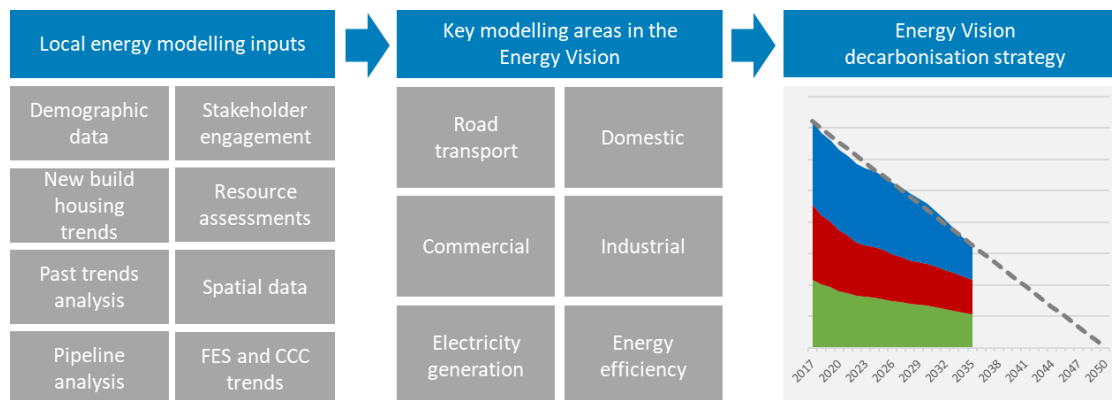 Local energy modelling inputs
Key modelling areas in the
Energy Vision
Energy Vision
decarbonisation strategy
Demographic
data
Stakeholder
engagement
New build
housing
trends
Resource
assessments
Past trends
analysis
Spatial data
Pipeline
analysis
FES and CCC
trends
Road
transport
Domestic
Commercial
Industrial
Electricity
generation
Energy
efficiency
2017
2020
2023
2026
2029
2032
2035
2038
2041
2044
2047
2050